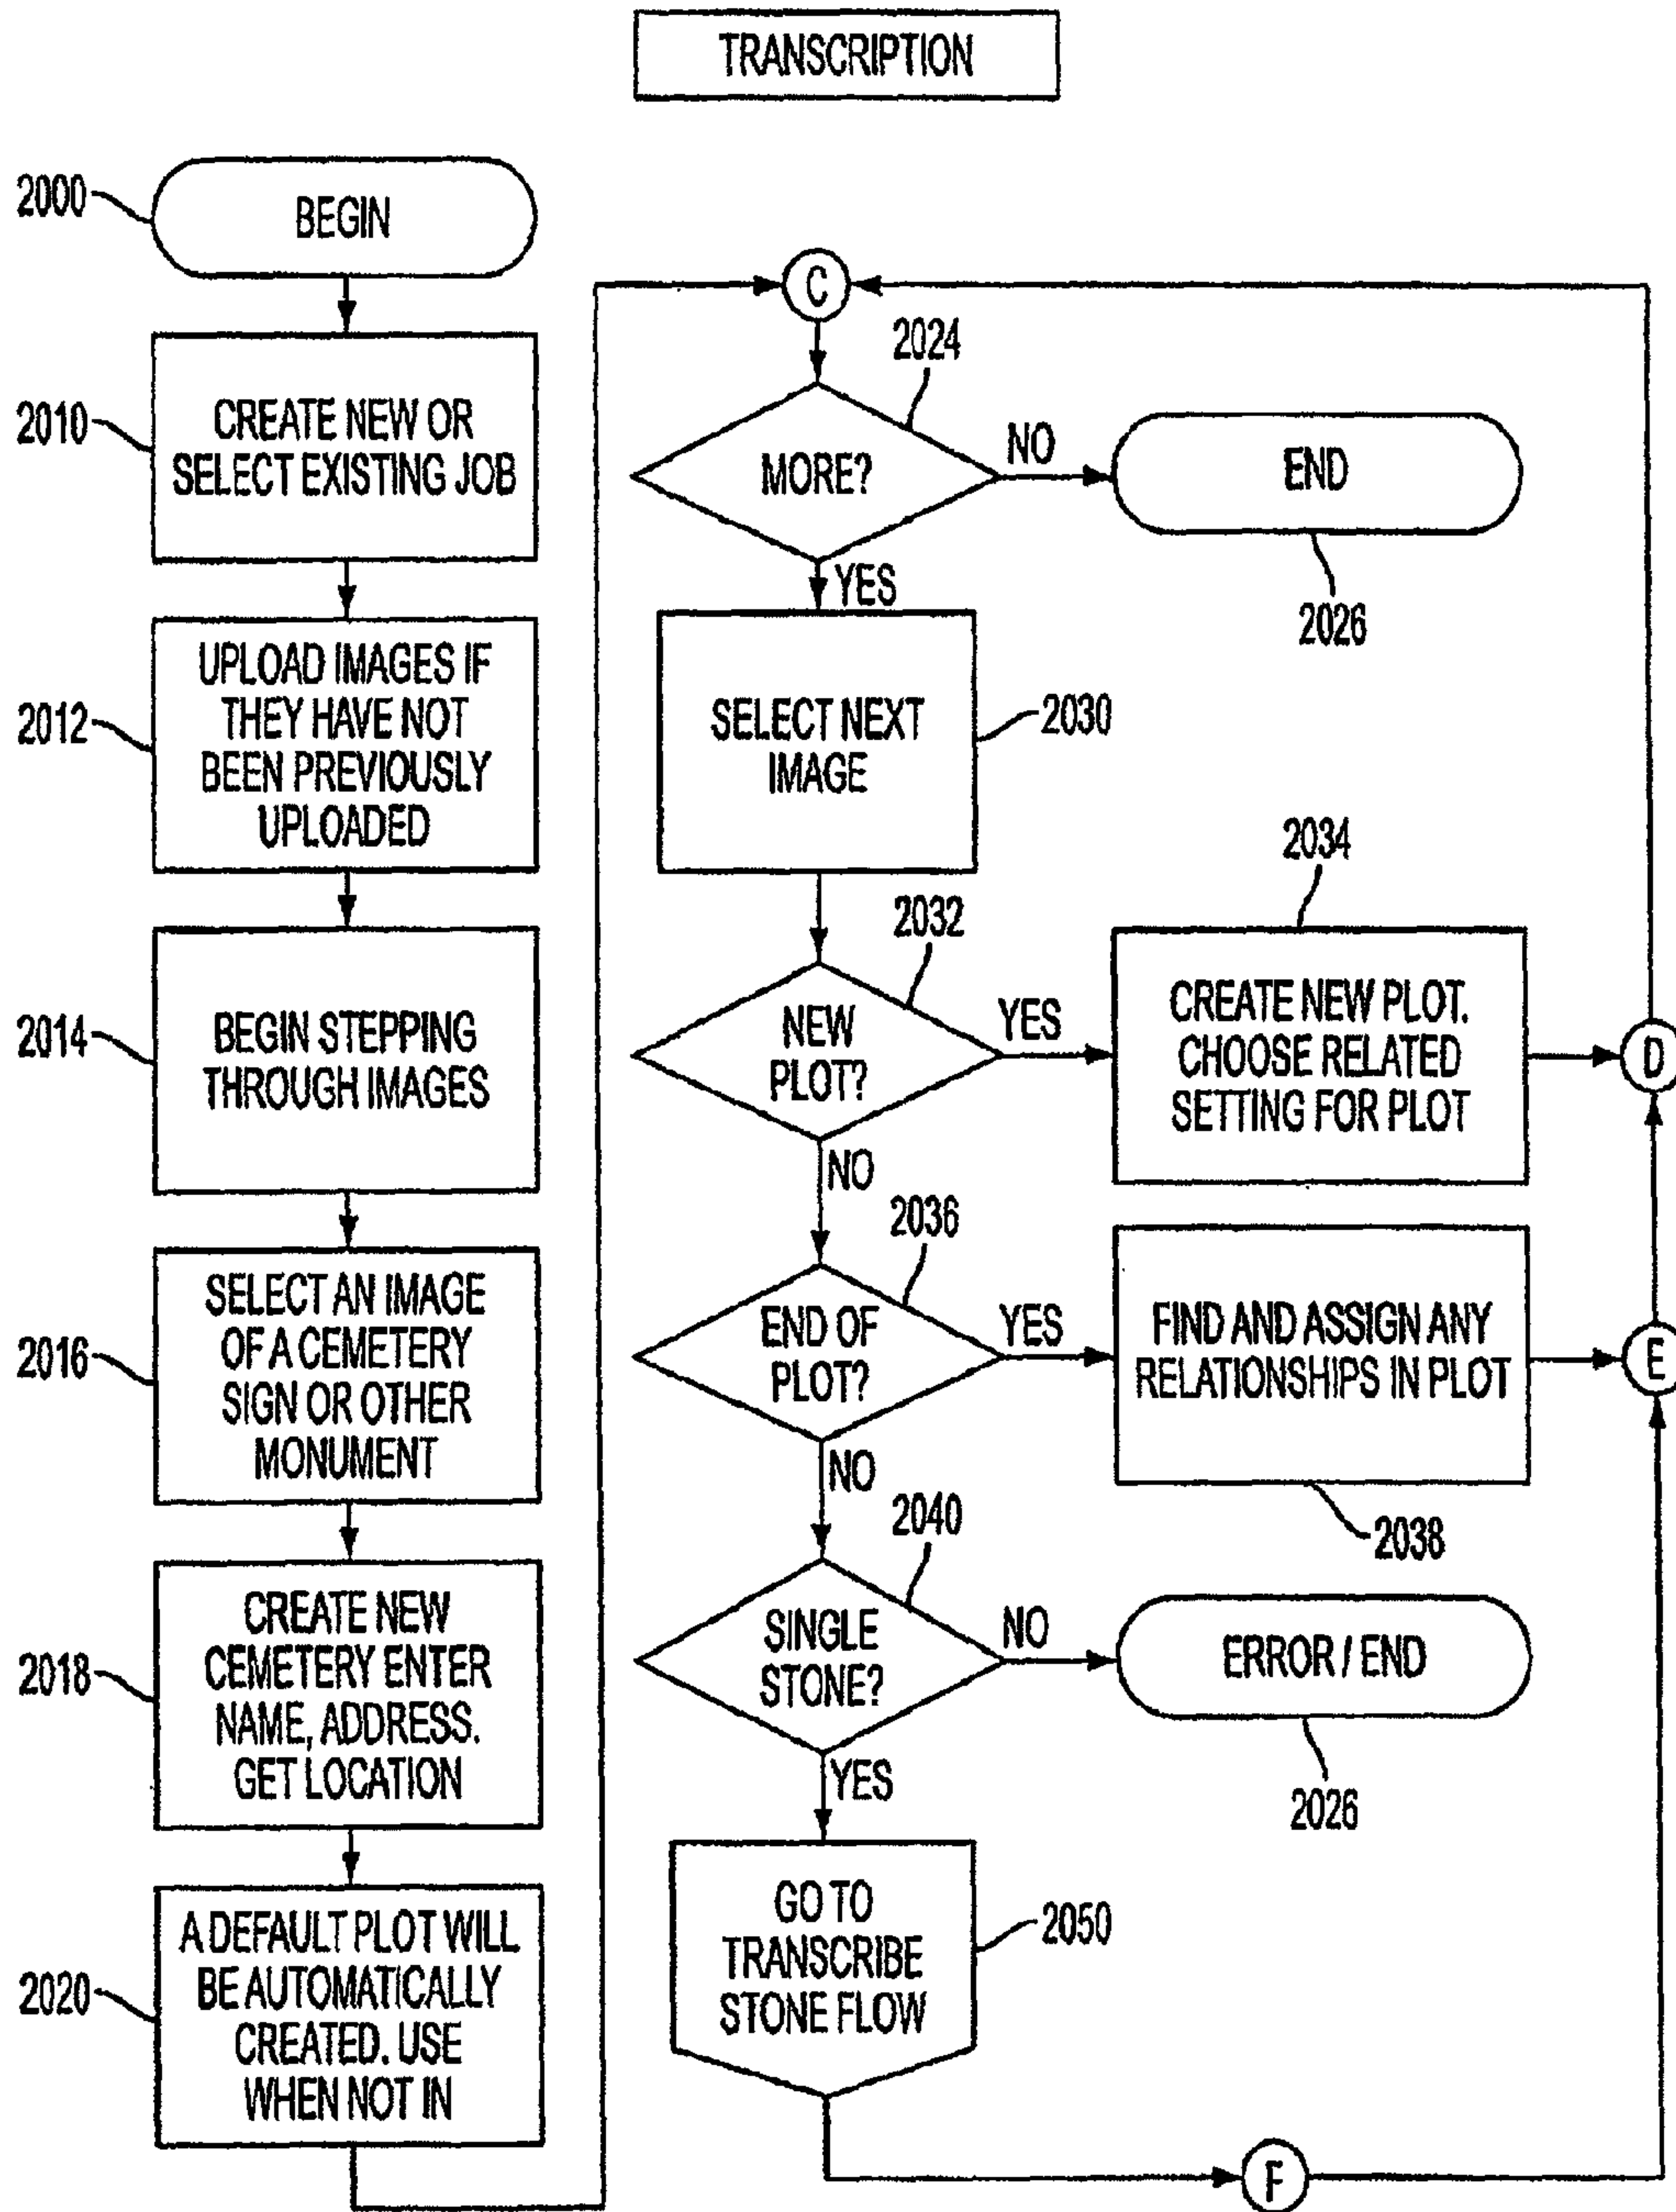 TRANSCRIPTION
2000
BEGIN
2010
CREATE NEW OR
SELECT EXISTING JOB
2012
UPLOAD IMAGES IF
THEY HAVE NOT
BEEN PREVIOUSLY
UPLOADED
2014
BEGIN STEPPING
THROUGH IMAGES
2016
SELECT AN IMAGE
OF A CEMETERY
SIGN OR OTHER
MONUMENT
2018
CREATE NEW
CEMETERY ENTER
NAME, ADDRESS.
GET LOCATION
2020
A DEFAULT PLOT WILL
BE AUTOMATICALLY
CREATED. USE
WHEN NOT IN
C
2024
MORE?
NO
END
2026
YES
SELECT NEXT
IMAGE
2030
2032
NEW
PLOT?
YES
2034
CREATE NEW PLOT.
CHOOSE RELATED
SETTING FOR PLOT
D
NO
2036
END OF
PLOT?
YES
FIND AND ASSIGN ANY
RELATIONSHIPS IN PLOT
2038
E
NO
2040
SINGLE
STONE?
NO
ERROR / END
2026
YES
GO TO
TRANSCRIBE
STONE FLOW
2050
F